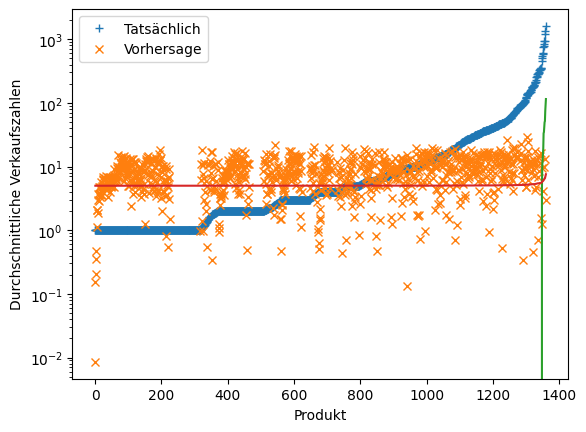 Tatsächlich
Vorhersage
Durchschnittliche Verkaufszahlen
10³
10²
10¹
10⁰
10⁻¹
10⁻²
0 200 400 600 800 1000 1200 1400
Produkt